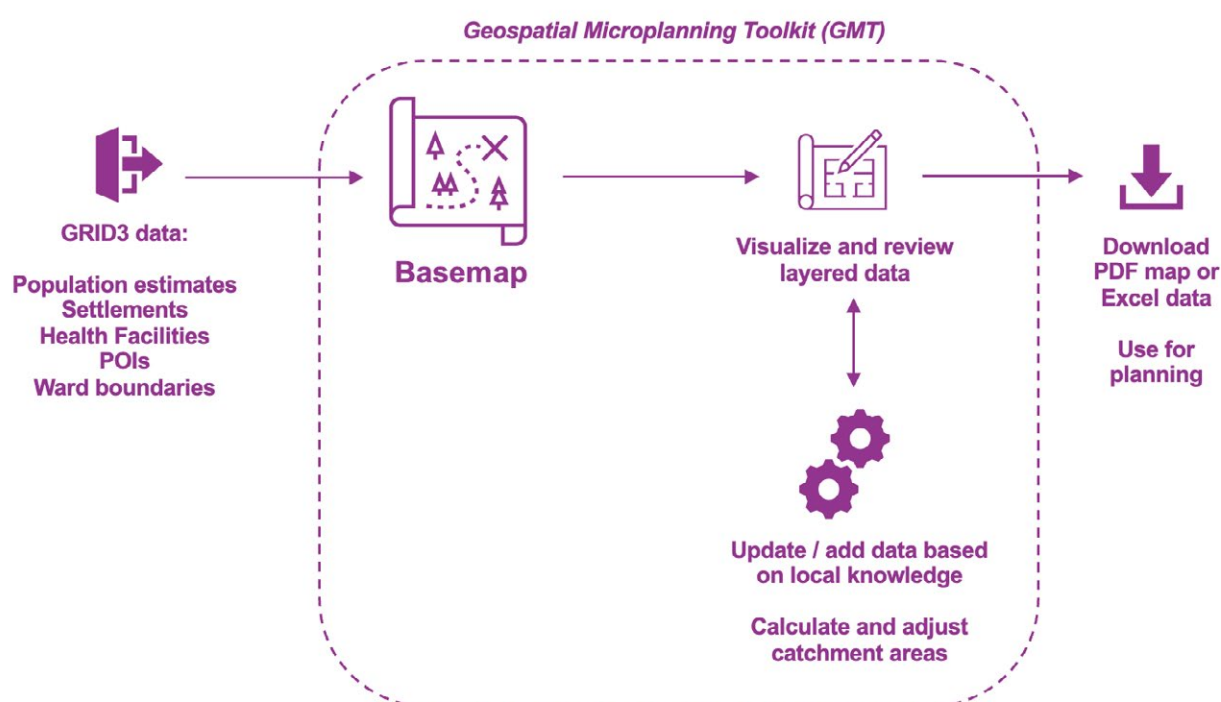 Geospatial Microplanning Toolkit (GMT)
GRID3 data:
Population estimates
Settlements
Health Facilities
POIs
Ward boundaries
Basemap
Visualize and review
layered data
Update / add data based
on local knowledge
Calculate and adjust
catchment areas
Download
PDF map or
Excel data
Use for
planning